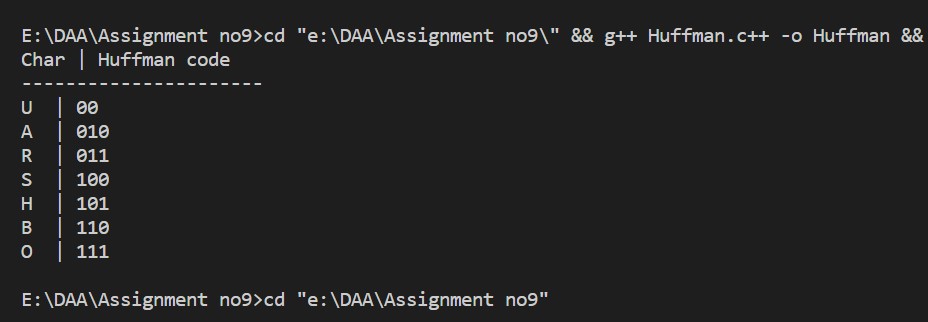 E:\DAA\Assignment no9>cd "e:\DAA\Assignment no9\" && g++ Huffman.c++ -o Huffman &&
Char | Huffman code
----------------------
U | 00
A | 010
R | 011
S | 100
H | 101
B | 110
O | 111
E:\DAA\Assignment no9>cd "e:\DAA\Assignment no9"